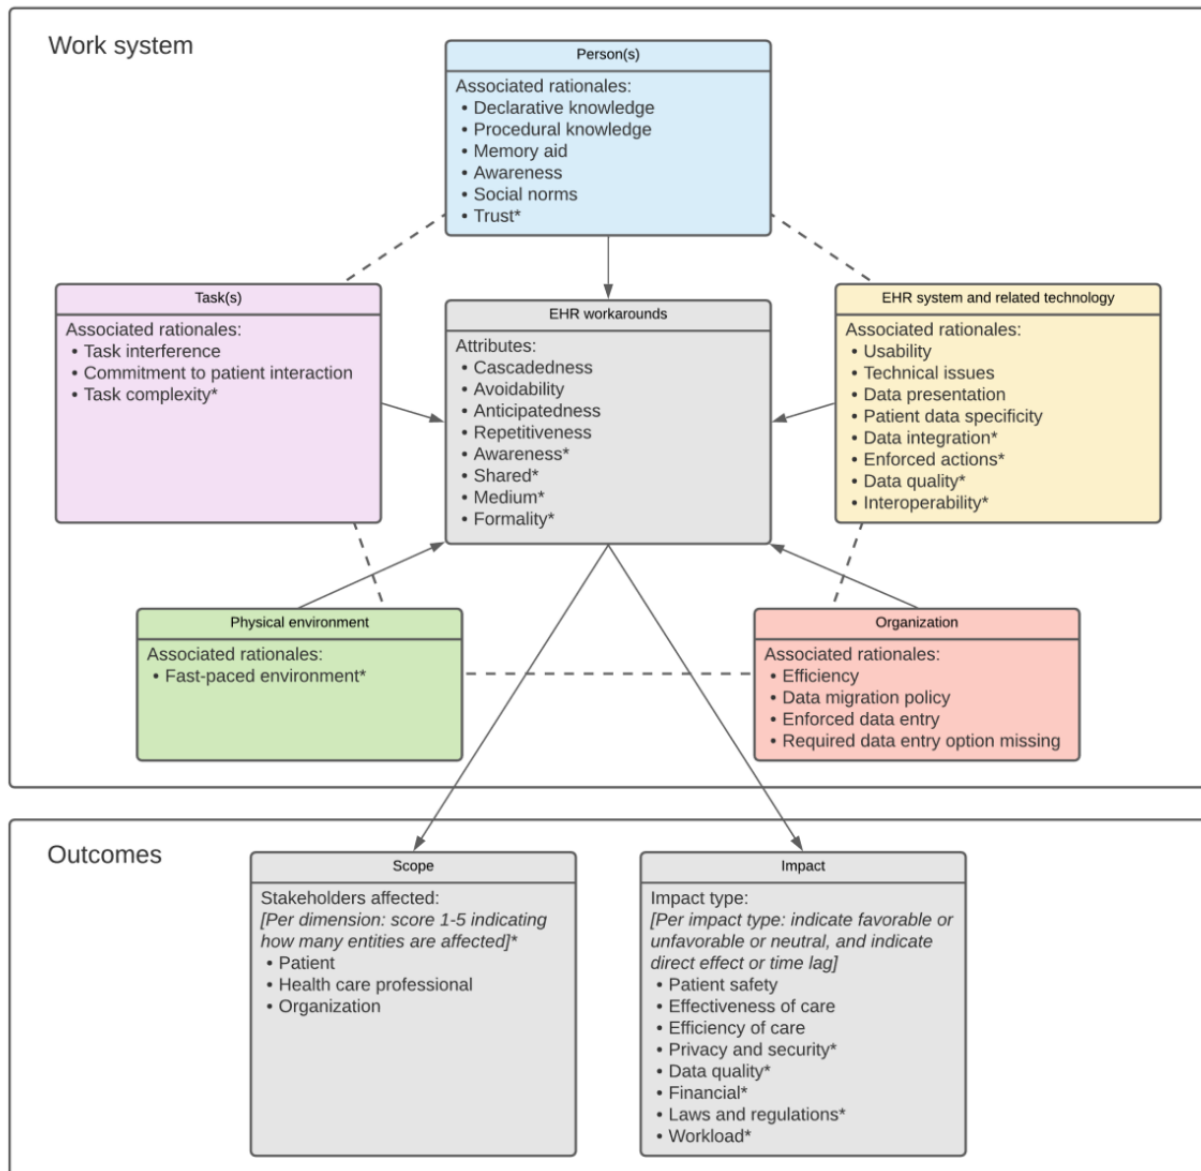 Work system
Person(s)
Associated rationales:
• Declarative knowledge
• Procedural knowledge
• Memory aid
• Awareness
• Social norms
• Trust*
Task(s)
Associated rationales:
• Task interference
• Commitment to patient interaction
• Task complexity*
EHR workarounds
Attributes:
• Cascadedness
• Avoidability
• Anticipatedness
• Repetitiveness
• Awareness*
• Shared*
• Medium*
• Formality*
EHR system and related technology
Associated rationales:
• Usability
• Technical issues
• Data presentation
• Patient data specificity
• Data integration*
• Enforced actions*
• Data quality*
• Interoperability*
Physical environment
Associated rationales:
• Fast-paced environment*
Organization
Associated rationales:
• Efficiency
• Data migration policy
• Enforced data entry
• Required data entry option missing
Outcomes
Scope
Stakeholders affected:
[Per dimension: score 1-5 indicating
how many entities are affected]*
• Patient
• Health care professional
• Organization
Impact
Impact type:
[Per impact type: indicate favorable or
unfavorable or neutral, and indicate
direct effect or time lag]
• Patient safety
• Effectiveness of care
• Efficiency of care
• Privacy and security*
• Data quality*
• Financial*
• Laws and regulations*
• Workload*